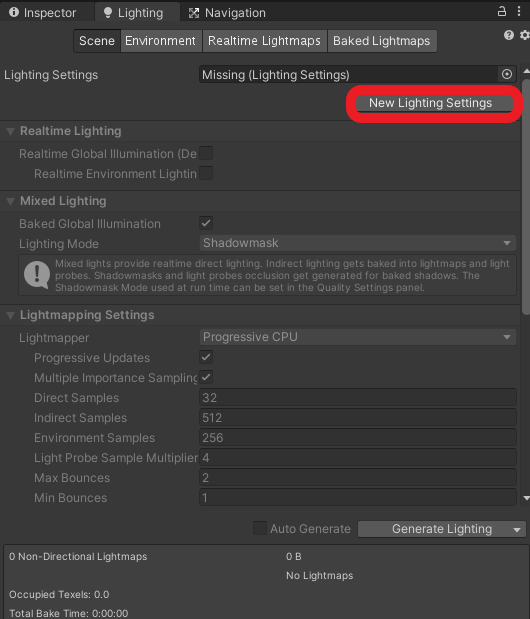 Inspector Lighting Navigation
Scene Environment Realtime Lightmaps Baked Lightmaps
Lighting Settings Missing (Lighting Settings)
New Lighting Settings
Realtime Lighting
Realtime Global Illumination (De
Realtime Environment Lightin
Mixed Lighting
Baked Global Illumination
Lighting Mode Shadowmask
Mixed lights provide realtime direct lighting. Indirect lighting gets baked into lightmaps and light
probes. Shadowmasks and light probes occlusion get generated for baked shadows. The
Shadowmask Mode used at run time can be set in the Quality Settings panel.
Lightmapping Settings
Lightmapper Progressive CPU
Progressive Updates
Multiple Importance Sampling
Direct Samples 32
Indirect Samples 512
Environment Samples 256
Light Probe Sample Multiplier 4
Max Bounces 2
Min Bounces 1
Auto Generate Generate Lighting
0 Non-Directional Lightmaps 0 B
No Lightmaps
Occupied Texels: 0.0
Total Bake Time: 0:00:00